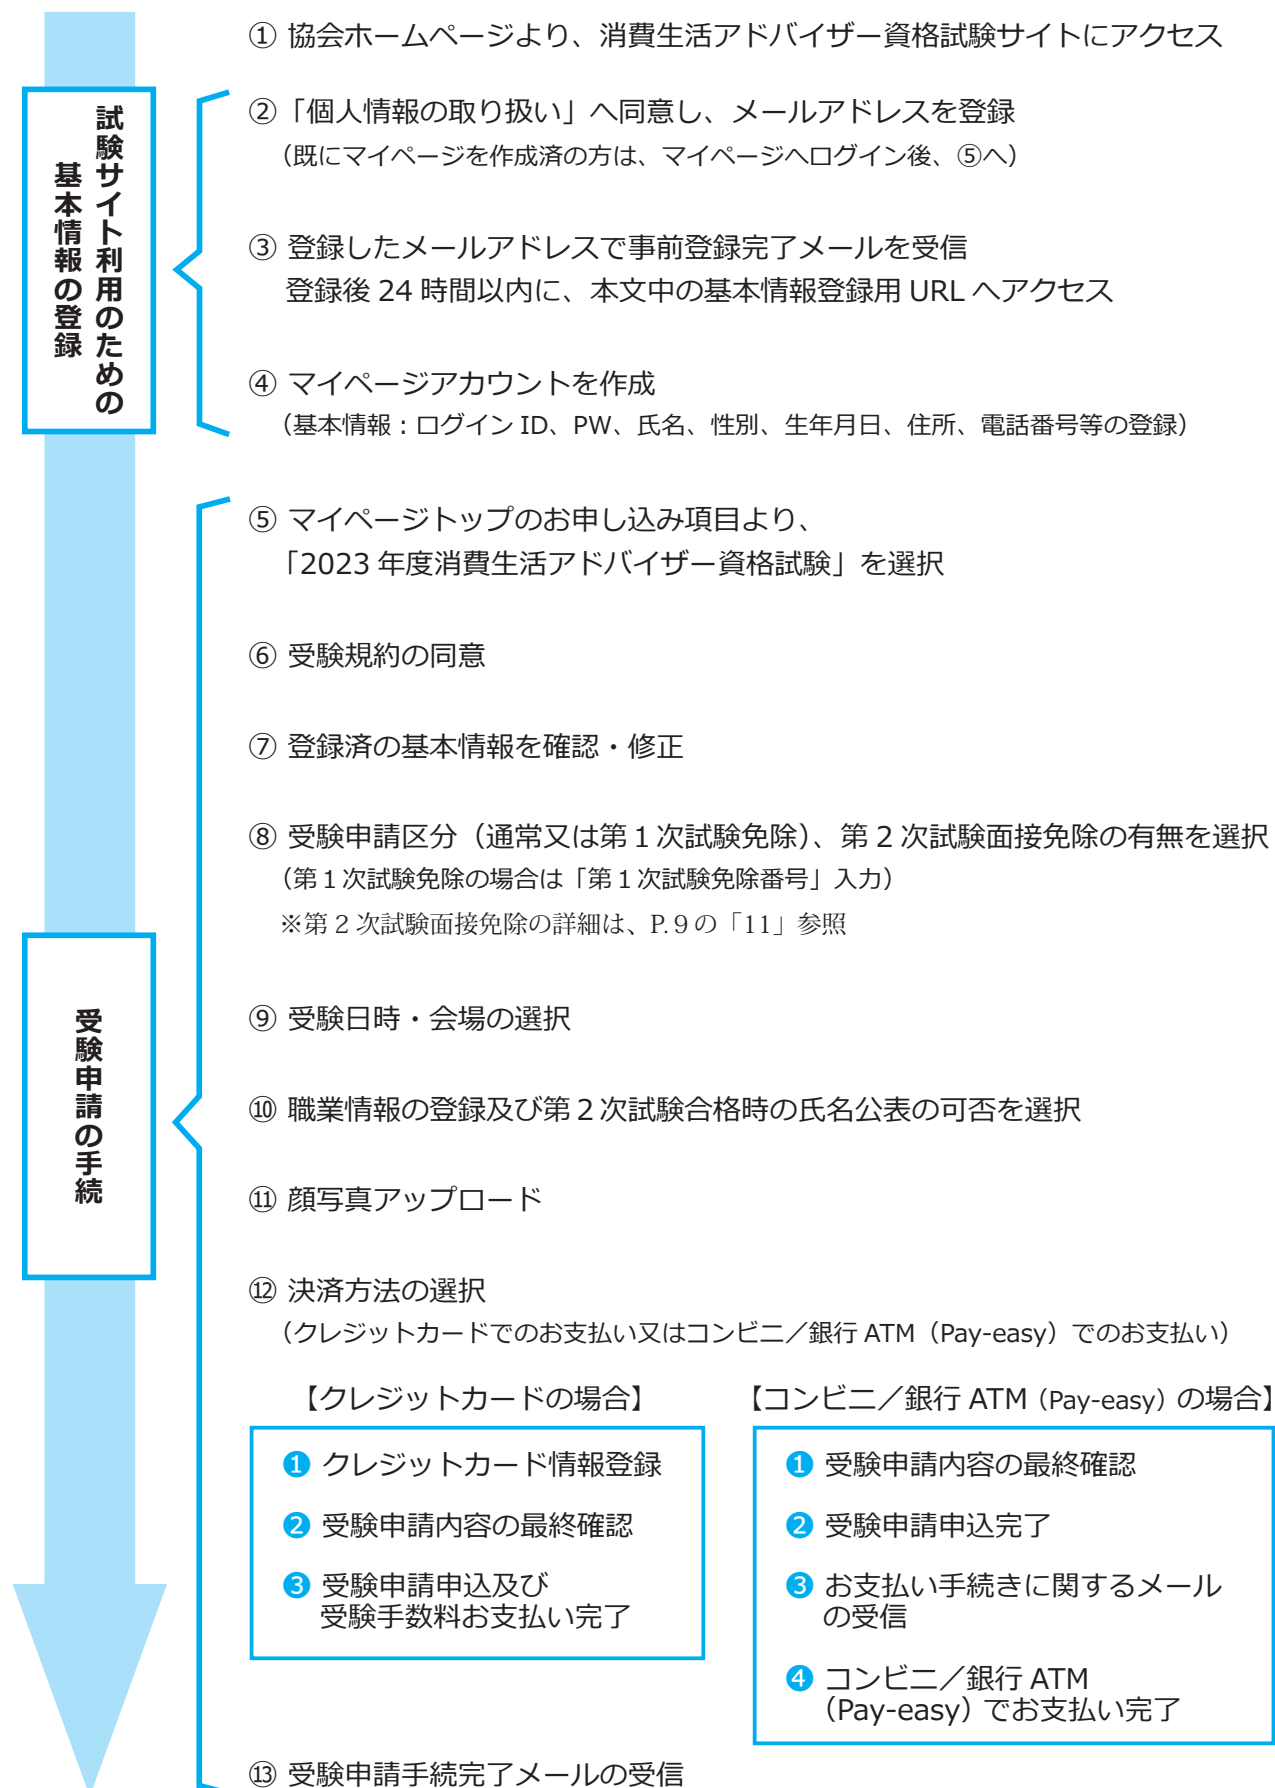 ① 協会ホームページより、消費生活アドバイザー資格試験サイトにアクセス
試験サイト利用のための
基本情報の登録
②「個人情報の取り扱い」へ同意し、メールアドレスを登録
（既にマイページを作成済の方は、マイページへログイン後、⑤へ）
③ 登録したメールアドレスで事前登録完了メールを受信
登録後 24 時間以内に、本文中の基本情報登録用 URL へアクセス
④ マイページアカウントを作成
（基本情報：ログイン ID、PW、氏名、性別、生年月日、住所、電話番号等の登録）
受験申請の手続
⑤ マイページトップのお申し込み項目より、
「2023 年度消費生活アドバイザー資格試験」を選択
⑥ 受験規約の同意
⑦ 登録済の基本情報を確認・修正
⑧ 受験申請区分（通常又は第１次試験免除）、第２次試験面接免除の有無を選択
（第１次試験免除の場合は「第１次試験免除番号」入力）
※第２次試験面接免除の詳細は、P.９の「11」参照
⑨ 受験日時・会場の選択
⑩ 職業情報の登録及び第２次試験合格時の氏名公表の可否を選択
⑪ 顔写真アップロード
⑫ 決済方法の選択
（クレジットカードでのお支払い又はコンビニ／銀行 ATM（Pay-easy）でのお支払い）
【クレジットカードの場合】
❶ クレジットカード情報登録
❷ 受験申請内容の最終確認
❸ 受験申請申込及び
受験手数料お支払い完了
【コンビニ／銀行 ATM（Pay-easy）の場合】
❶ 受験申請内容の最終確認
❷ 受験申請申込完了
❸ お支払い手続きに関するメール
の受信
❹ コンビニ／銀行 ATM
（Pay-easy）でお支払い完了
⑬ 受験申請手続完了メールの受信